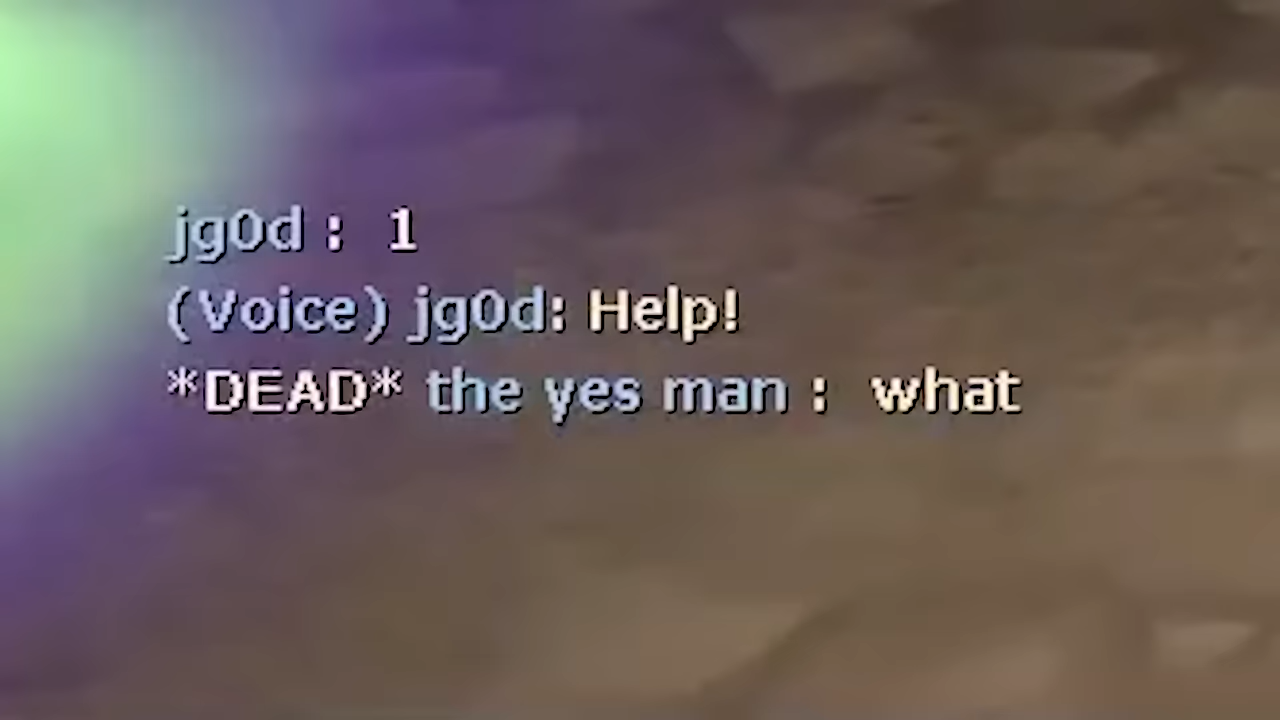 jg0d :  1
(Voice) jg0d: Help!
*DEAD* the yes man :  what